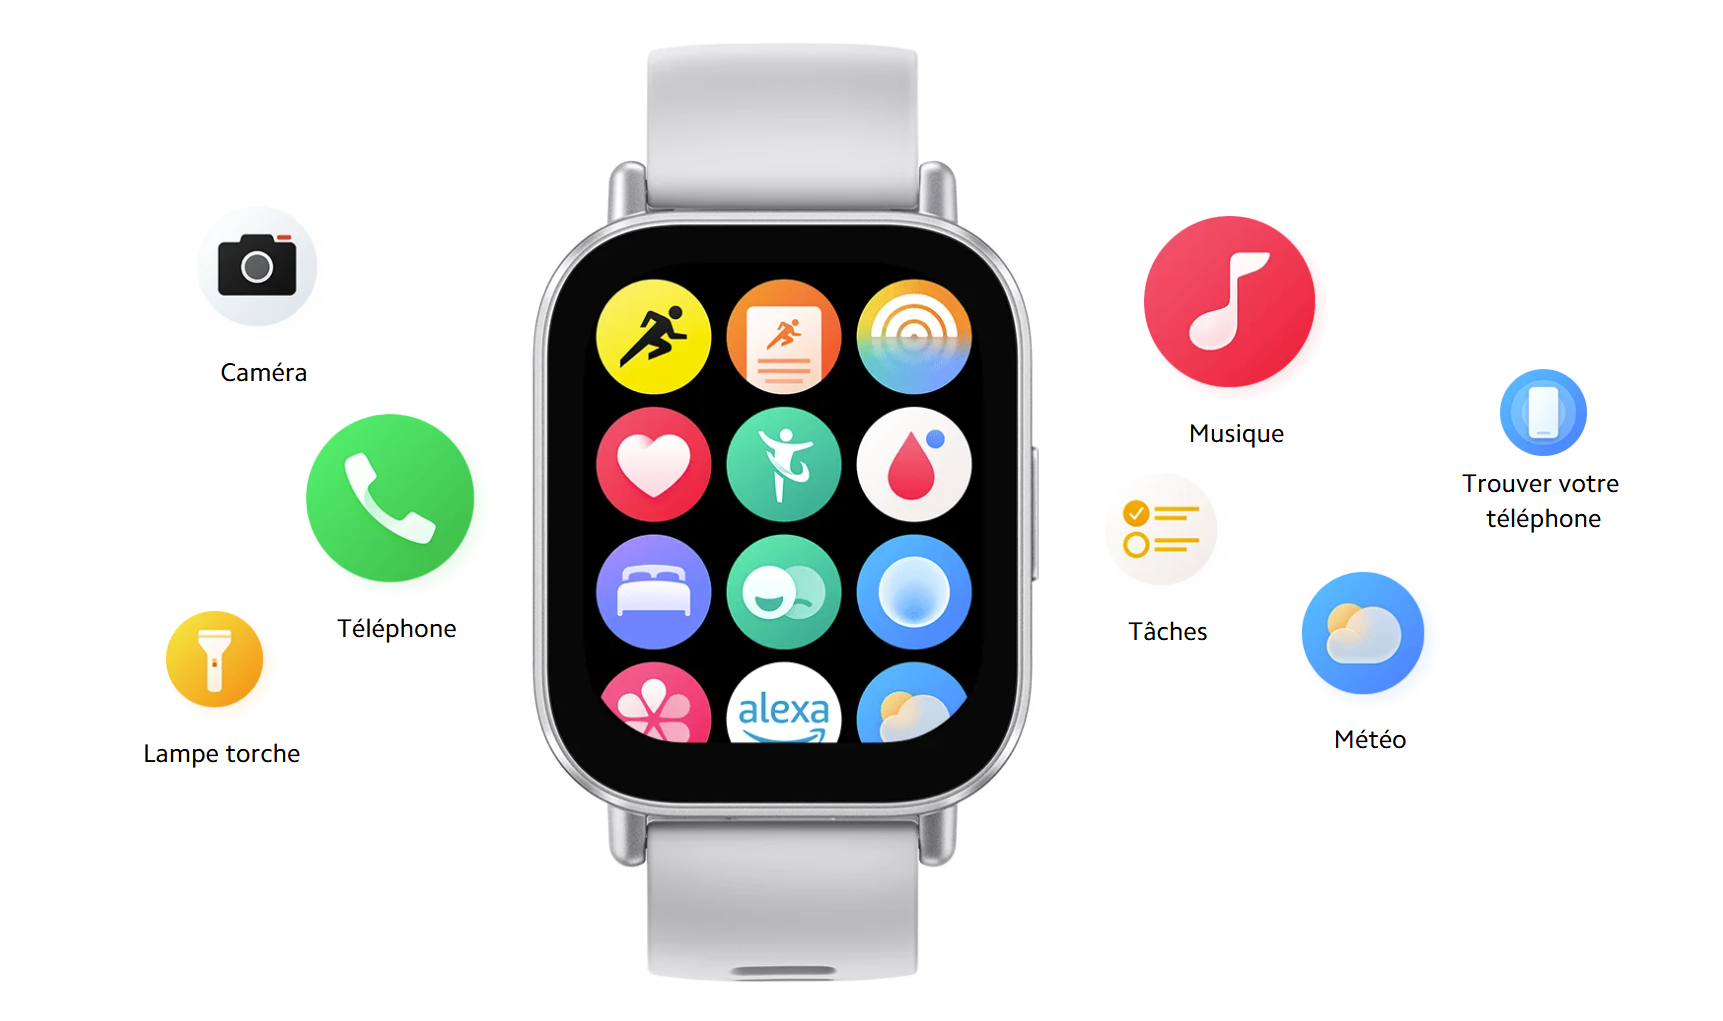 Caméra
Téléphone
Lampe torche
alexa
Musique
Trouver votre
téléphone
Tâches
Météo